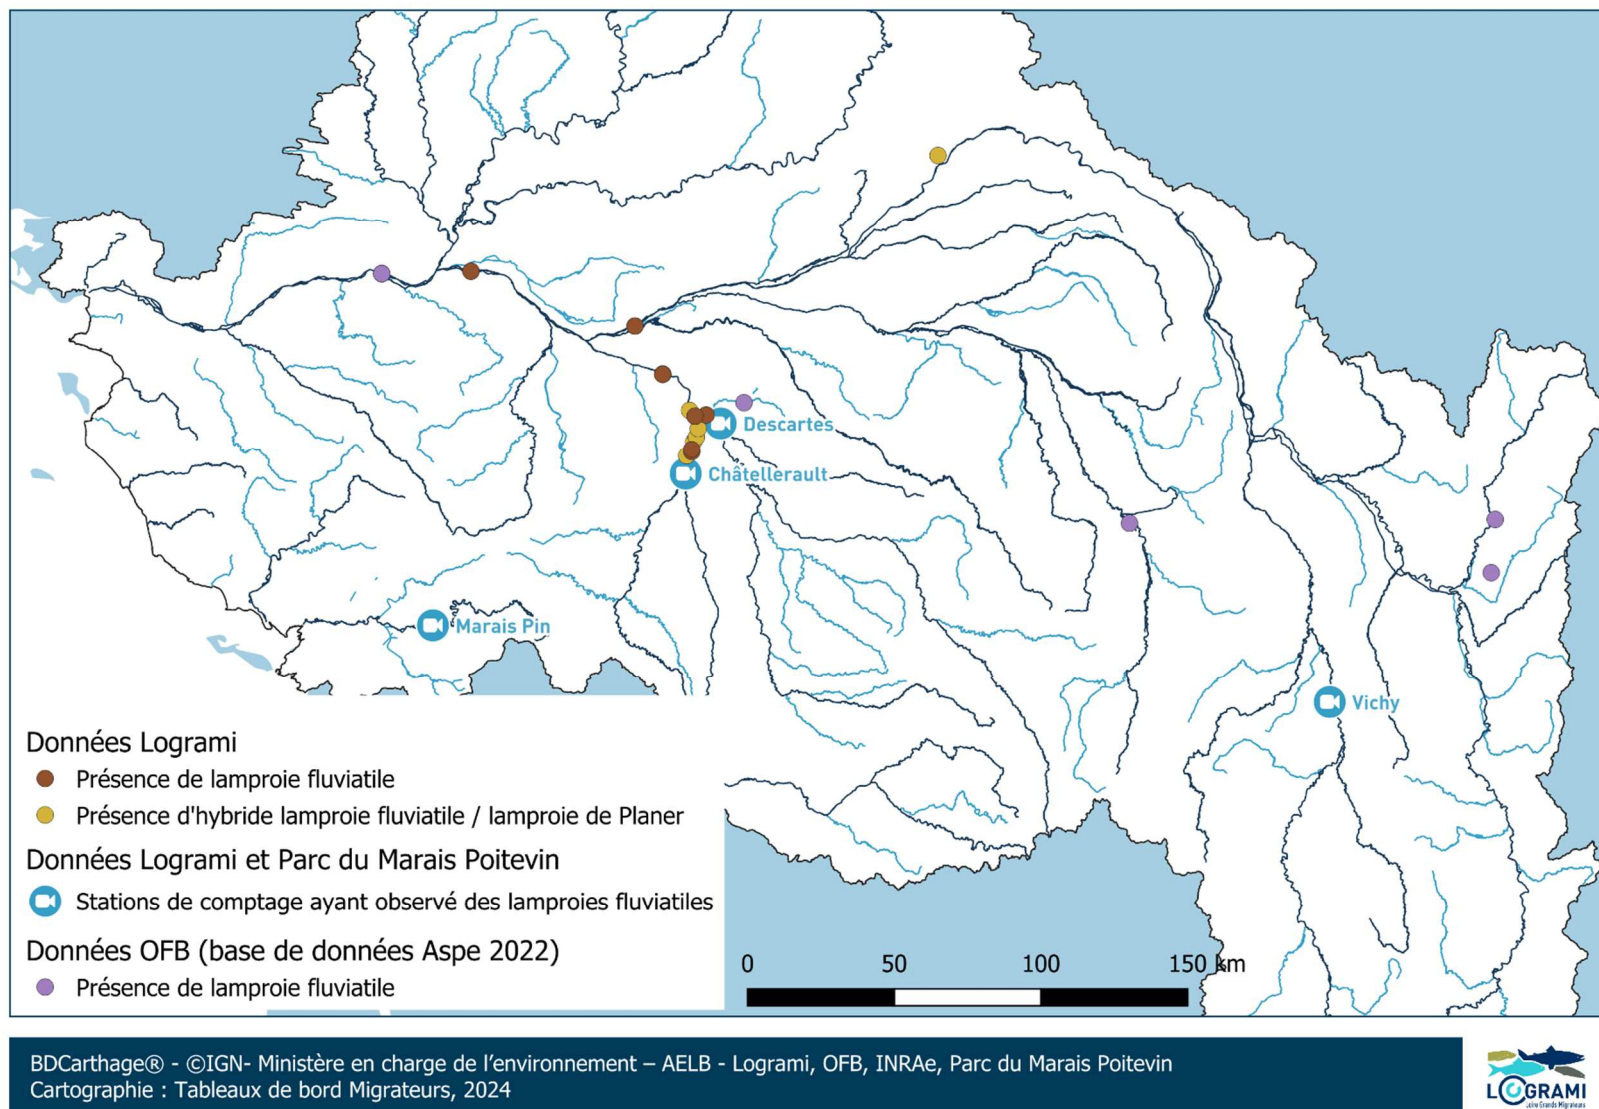 Descartes
Châtellerault
Marais Pin
Vichy
Données Logrami
Présence de lamproie fluviatile
Présence d'hybride lamproie fluviatile / lamproie de Planer
Données Logrami et Parc du Marais Poitevin
Stations de comptage ayant observé des lamproies fluviatiles
Données OFB (base de données Aspe 2022)
Présence de lamproie fluviatile
0 50 100 150 km
BDCarthage® - ©IGN- Ministère en charge de l'environnement – AELB - Logrami, OFB, INRAe, Parc du Marais Poitevin
Cartographie : Tableaux de bord Migrateurs, 2024
LOGRAMI
Loire Grands Migrateurs